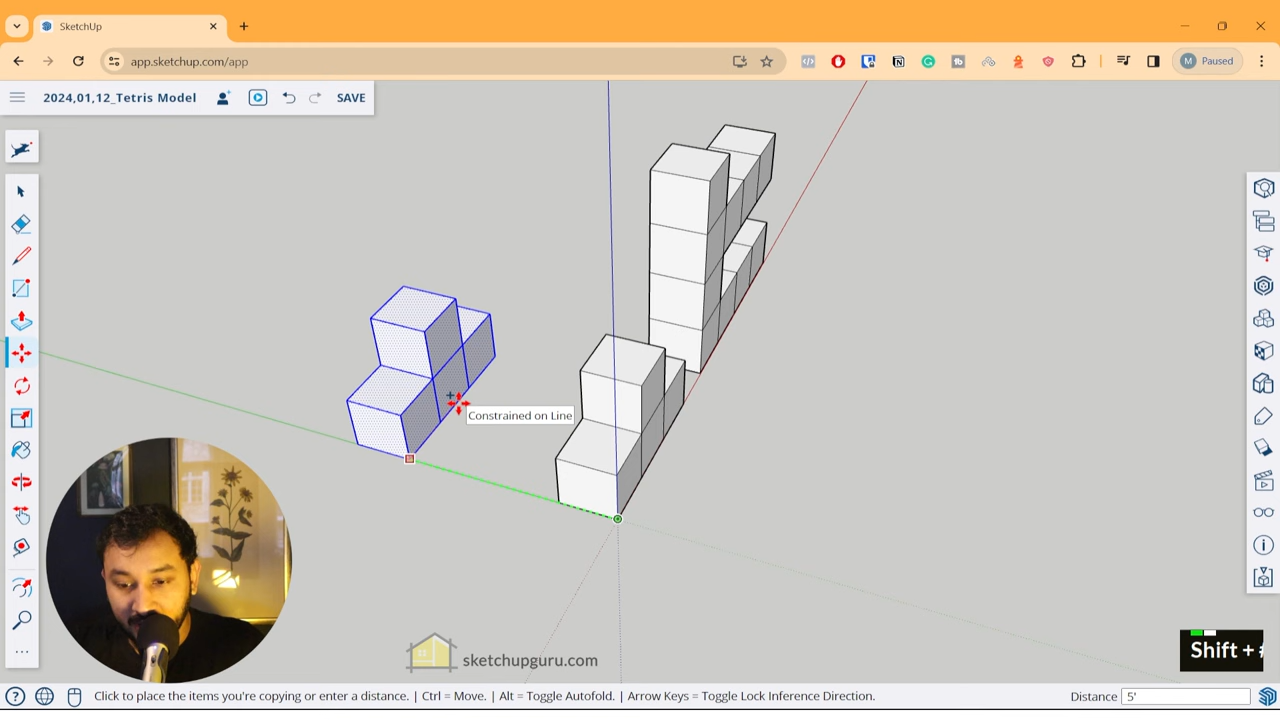 SketchUp
app.sketchup.com/app
M Paused
2024,01,12_Tetris Model
SAVE
Constrained on Line
sketchupguru.com
Shift +
Click to place the items you're copying or enter a distance. | Ctrl = Move. | Alt = Toggle Autofold. | Arrow Keys = Toggle Lock Inference Direction.
Distance 5'